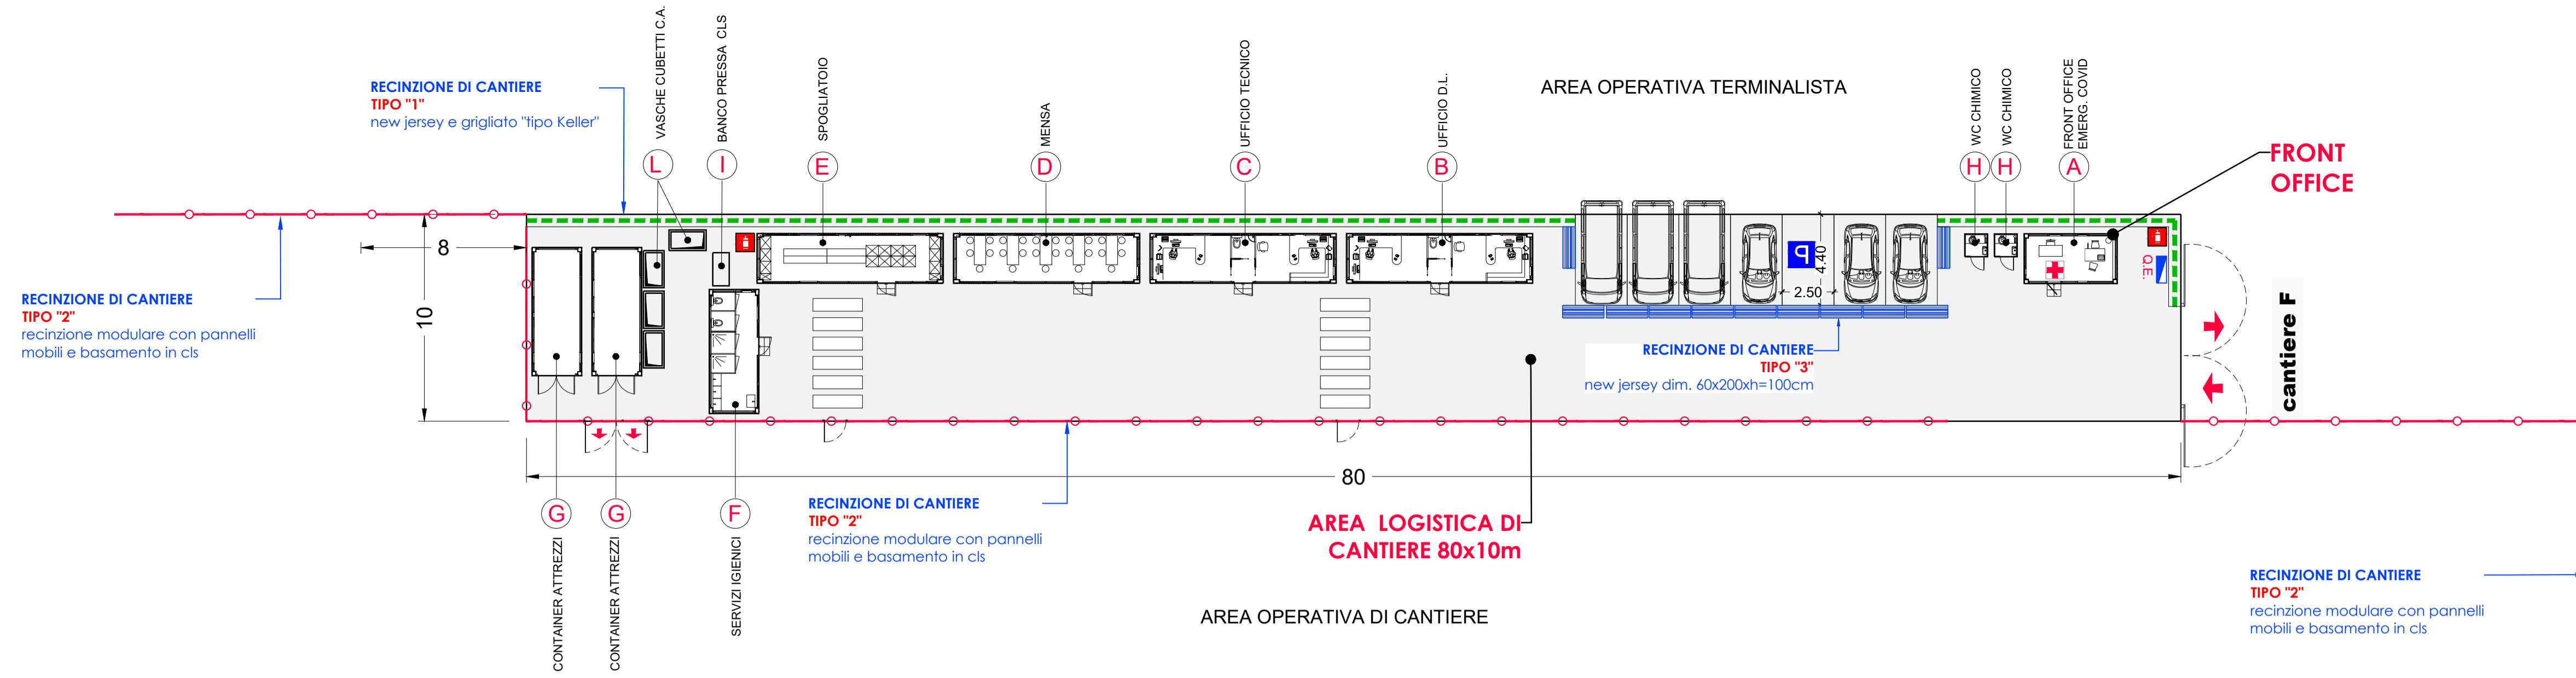 RECINZIONE DI CANTIERE
TIPO "1"
new jersey e grigliato "tipo Keller"
VASCHE CUBETTI C.A.
BANCO PRESSA CLS
SPOGLIATOIO
MENSA
UFFICIO TECNICO
UFFICIO D.L.
AREA OPERATIVA TERMINALISTA
WC CHIMICO
WC CHIMICO
FRONT OFFICE
EMERG. COVID
L
I
E
D
C
B
H
H
A
FRONT
OFFICE
8
10
P
4.40
2.50
Q.E.
cantiere F
RECINZIONE DI CANTIERE
TIPO "2"
recinzione modulare con pannelli
mobili e basamento in cls
RECINZIONE DI CANTIERE
TIPO "3"
new jersey dim. 60x200xh=100cm
80
G
G
F
CONTAINER ATTREZZI
CONTAINER ATTREZZI
SERVIZI IGIENICI
RECINZIONE DI CANTIERE
TIPO "2"
recinzione modulare con pannelli
mobili e basamento in cls
AREA LOGISTICA DI
CANTIERE 80x10m
AREA OPERATIVA DI CANTIERE
RECINZIONE DI CANTIERE
TIPO "2"
recinzione modulare con pannelli
mobili e basamento in cls